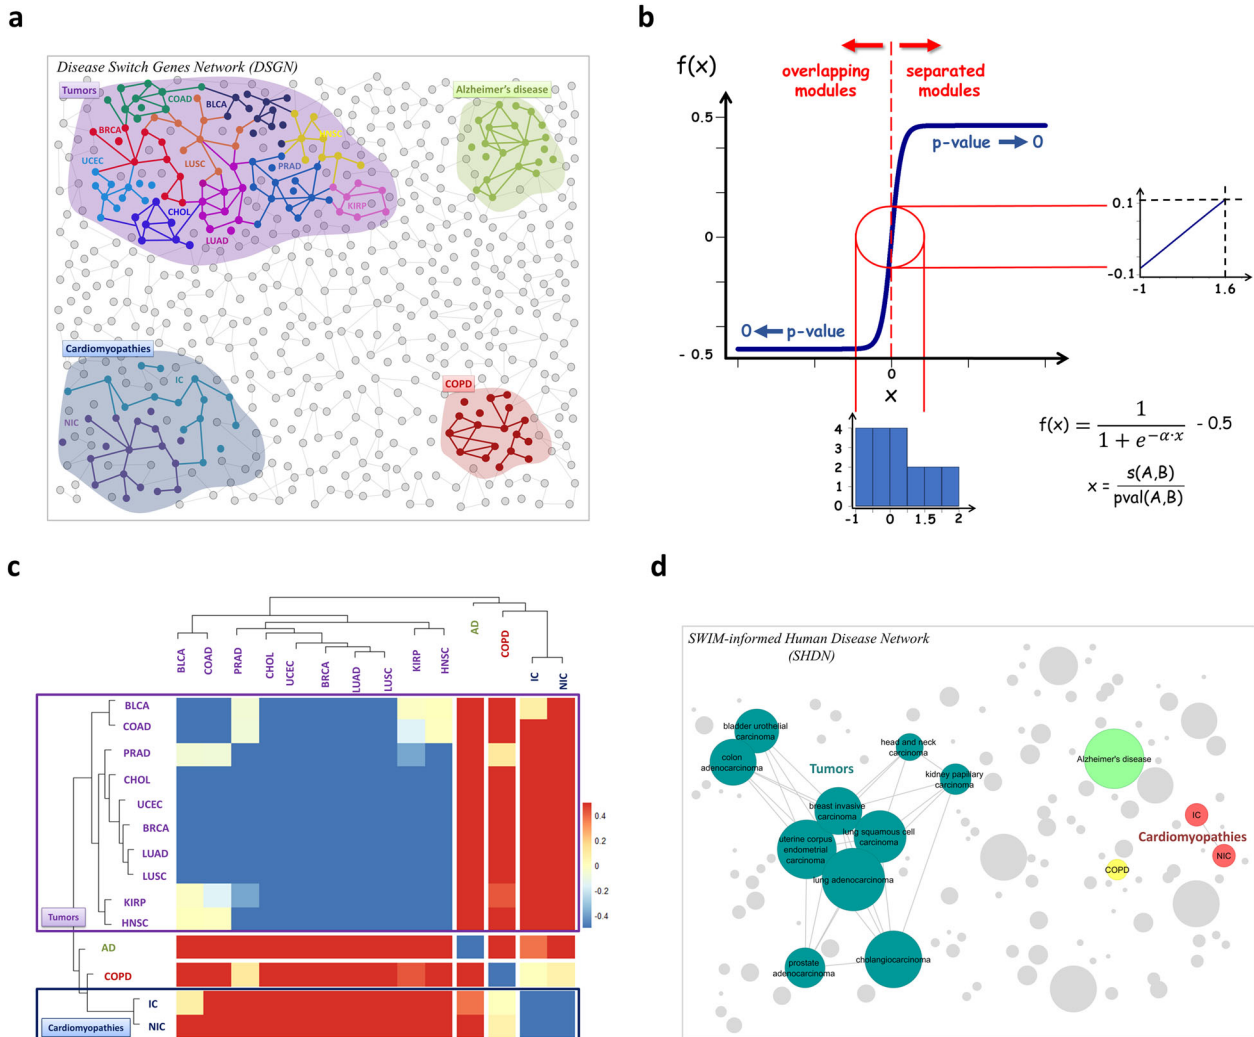 a
Disease Switch Genes Network (DSGN)
Tumors
COAD
BLCA
BRCA
HNSC
UCEC
LUSC
PRAD
CHOL
KIRP
LUAD
Alzheimer's disease
Cardiomyopathies
IC
NIC
COPD
b
f(x)
overlapping
modules
separated
modules
0.5
p-value 0
0
0 p-value
- 0.5
0
x
0.1
-0.1
-1 1.6
4
3
2
1
0
-1 0 1.5 2
f(x) = 1 / 1 + e^{-α·x} - 0.5
x = s(A,B) / pval(A,B)
c
BLCA
COAD
PRAD
CHOL
UCEC
BRCA
LUAD
LUSC
KIRP
HNSC
AD
COPD
IC
NIC
BLCA
COAD
PRAD
CHOL
UCEC
BRCA
LUAD
LUSC
KIRP
HNSC
Tumors
AD
COPD
IC
NIC
Cardiomyopathies
0.4
0.2
0
-0.2
-0.4
d
SWIM-informed Human Disease Network
(SHDN)
bladder urothelial
carcinoma
colon
adenocarcinoma
Tumors
head and neck
carcinoma
kidney papillary
carcinoma
breast invasive
carcinoma
uterine corpus
endometrial
carcinoma
lung squamous cell
carcinoma
lung adenocarcinoma
prostate
adenocarcinoma
cholangiocarcinoma
Alzheimer's disease
IC
Cardiomyopathies
NIC
COPD